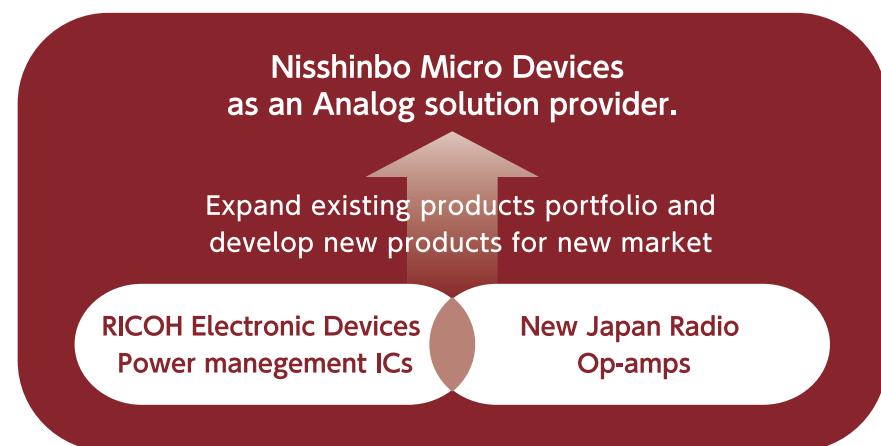 Nisshinbo Micro Devices
as an Analog solution provider.
Expand existing products portfolio and
develop new products for new market
RICOH Electronic Devices
Power manegement ICs
New Japan Radio
Op-amps